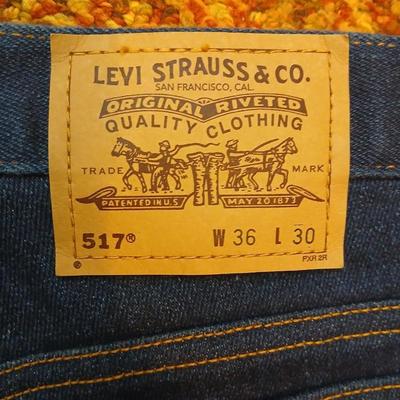 LEVI STRAUSS & CO.
SAN FRANCISCO, CAL.
ORIGINAL RIVETED
QUALITY CLOTHING
TRADE MARK
PATENTED IN U.S. MAY 20 1873
517® W 36 L 30
® PXR 2R